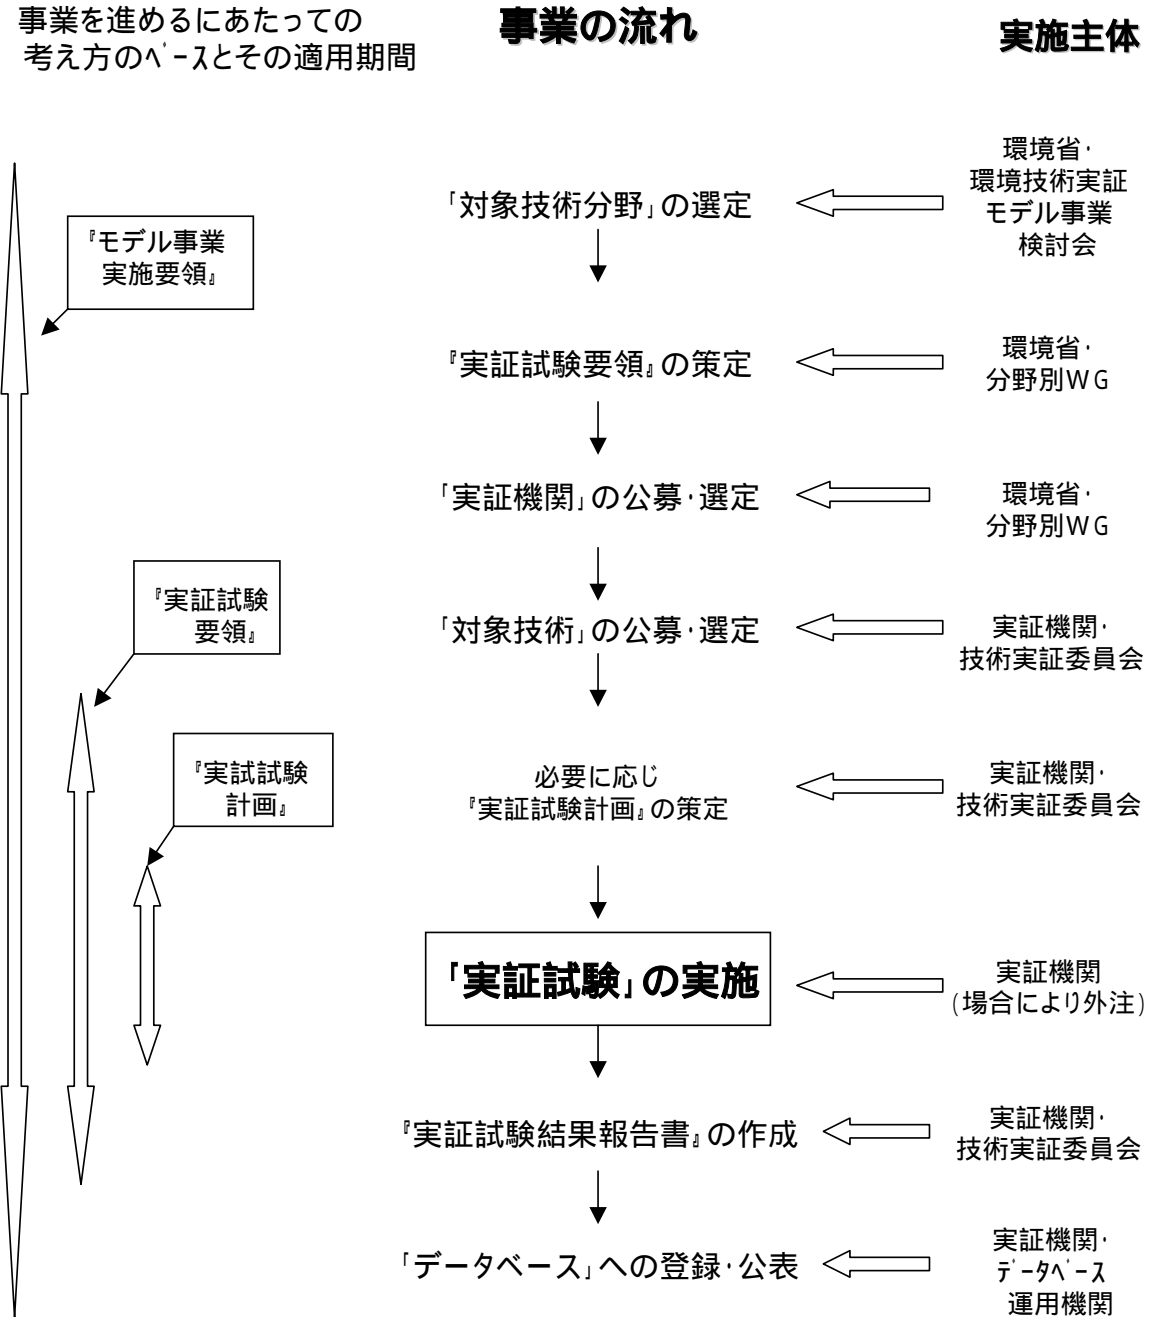 事業を進めるにあたっての
考え方のﾍﾞｰｽとその適用期間
事業の流れ
実施主体
「対象技術分野」の選定
環境省・
環境技術実証
モデル事業
検討会
『モデル事業
実施要領』
『実証試験要領』の策定
環境省・
分野別WG
「実証機関」の公募・選定
環境省・
分野別WG
『実証試験
要領』
「対象技術」の公募・選定
実証機関・
技術実証委員会
『実試試験
計画』
必要に応じ
『実証試験計画』の策定
実証機関・
技術実証委員会
「実証試験」の実施
実証機関
(場合により外注)
『実証試験結果報告書』の作成
実証機関・
技術実証委員会
「データベース」への登録・公表
実証機関・
ﾃﾞｰﾀﾍﾞｰｽ
運用機関